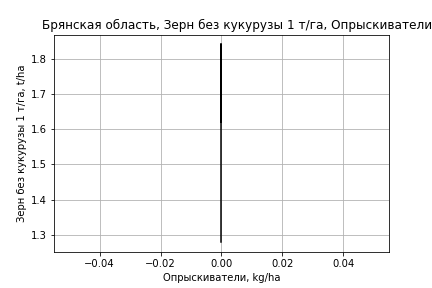 Брянская область, Зерн без кукурузы 1 т/га, Опрыскиватели
1.8
1.7
1.6
1.5
1.4
1.3
Зерн без кукурузы 1 т/га, t/ha
−0.04 −0.02 0.00 0.02 0.04
Опрыскиватели, kg/ha